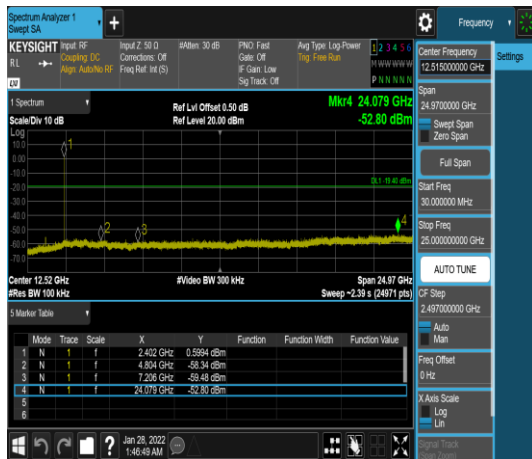 Spectrum Analyzer 1
Swept SA
Frequency
KEYSIGHT
RL
Input: RF
Coupling: DC
Align: Auto/No RF
Input Z: 50 Ω
Corrections: Off
Freq Ref: Int (S)
#Atten: 30 dB
PNO: Fast
Gate: Off
IF Gain: Low
Sig Track: Off
Avg Type: Log-Power
Trig: Free Run
1 2 3 4 5 6
M W W W W W
P N N N N N
LXI
1 Spectrum
Scale/Div 10 dB
Log
Ref Lvl Offset 0.50 dB
Ref Level 20.00 dBm
Mkr4 24.079 GHz
-52.80 dBm
10.0
0.00
-10.0
-20.0
-30.0
-40.0
-50.0
-60.0
-70.0
1
2
3
4
DL1 -19.40 dBm
Center 12.52 GHz
#Res BW 100 kHz
#Video BW 300 kHz
Span 24.97 GHz
Sweep ~2.39 s (24971 pts)
5 Marker Table
Mode Trace Scale X Y Function Function Width Function Value
1 N 1 f 2.402 GHz 0.5994 dBm
2 N 1 f 4.804 GHz -58.34 dBm
3 N 1 f 7.206 GHz -59.48 dBm
4 N 1 f 24.079 GHz -52.80 dBm
5
6
Jan 28, 2022
1:46:49 AM
Center Frequency
12.515000000 GHz
Span
24.9700000 GHz
Swept Span
Zero Span
Full Span
Start Freq
30.000000 MHz
Stop Freq
25.000000000 GHz
AUTO TUNE
CF Step
2.497000000 GHz
Auto
Man
Freq Offset
0 Hz
X Axis Scale
Log
Lin
Signal Track
(Span Zoom)
Settings